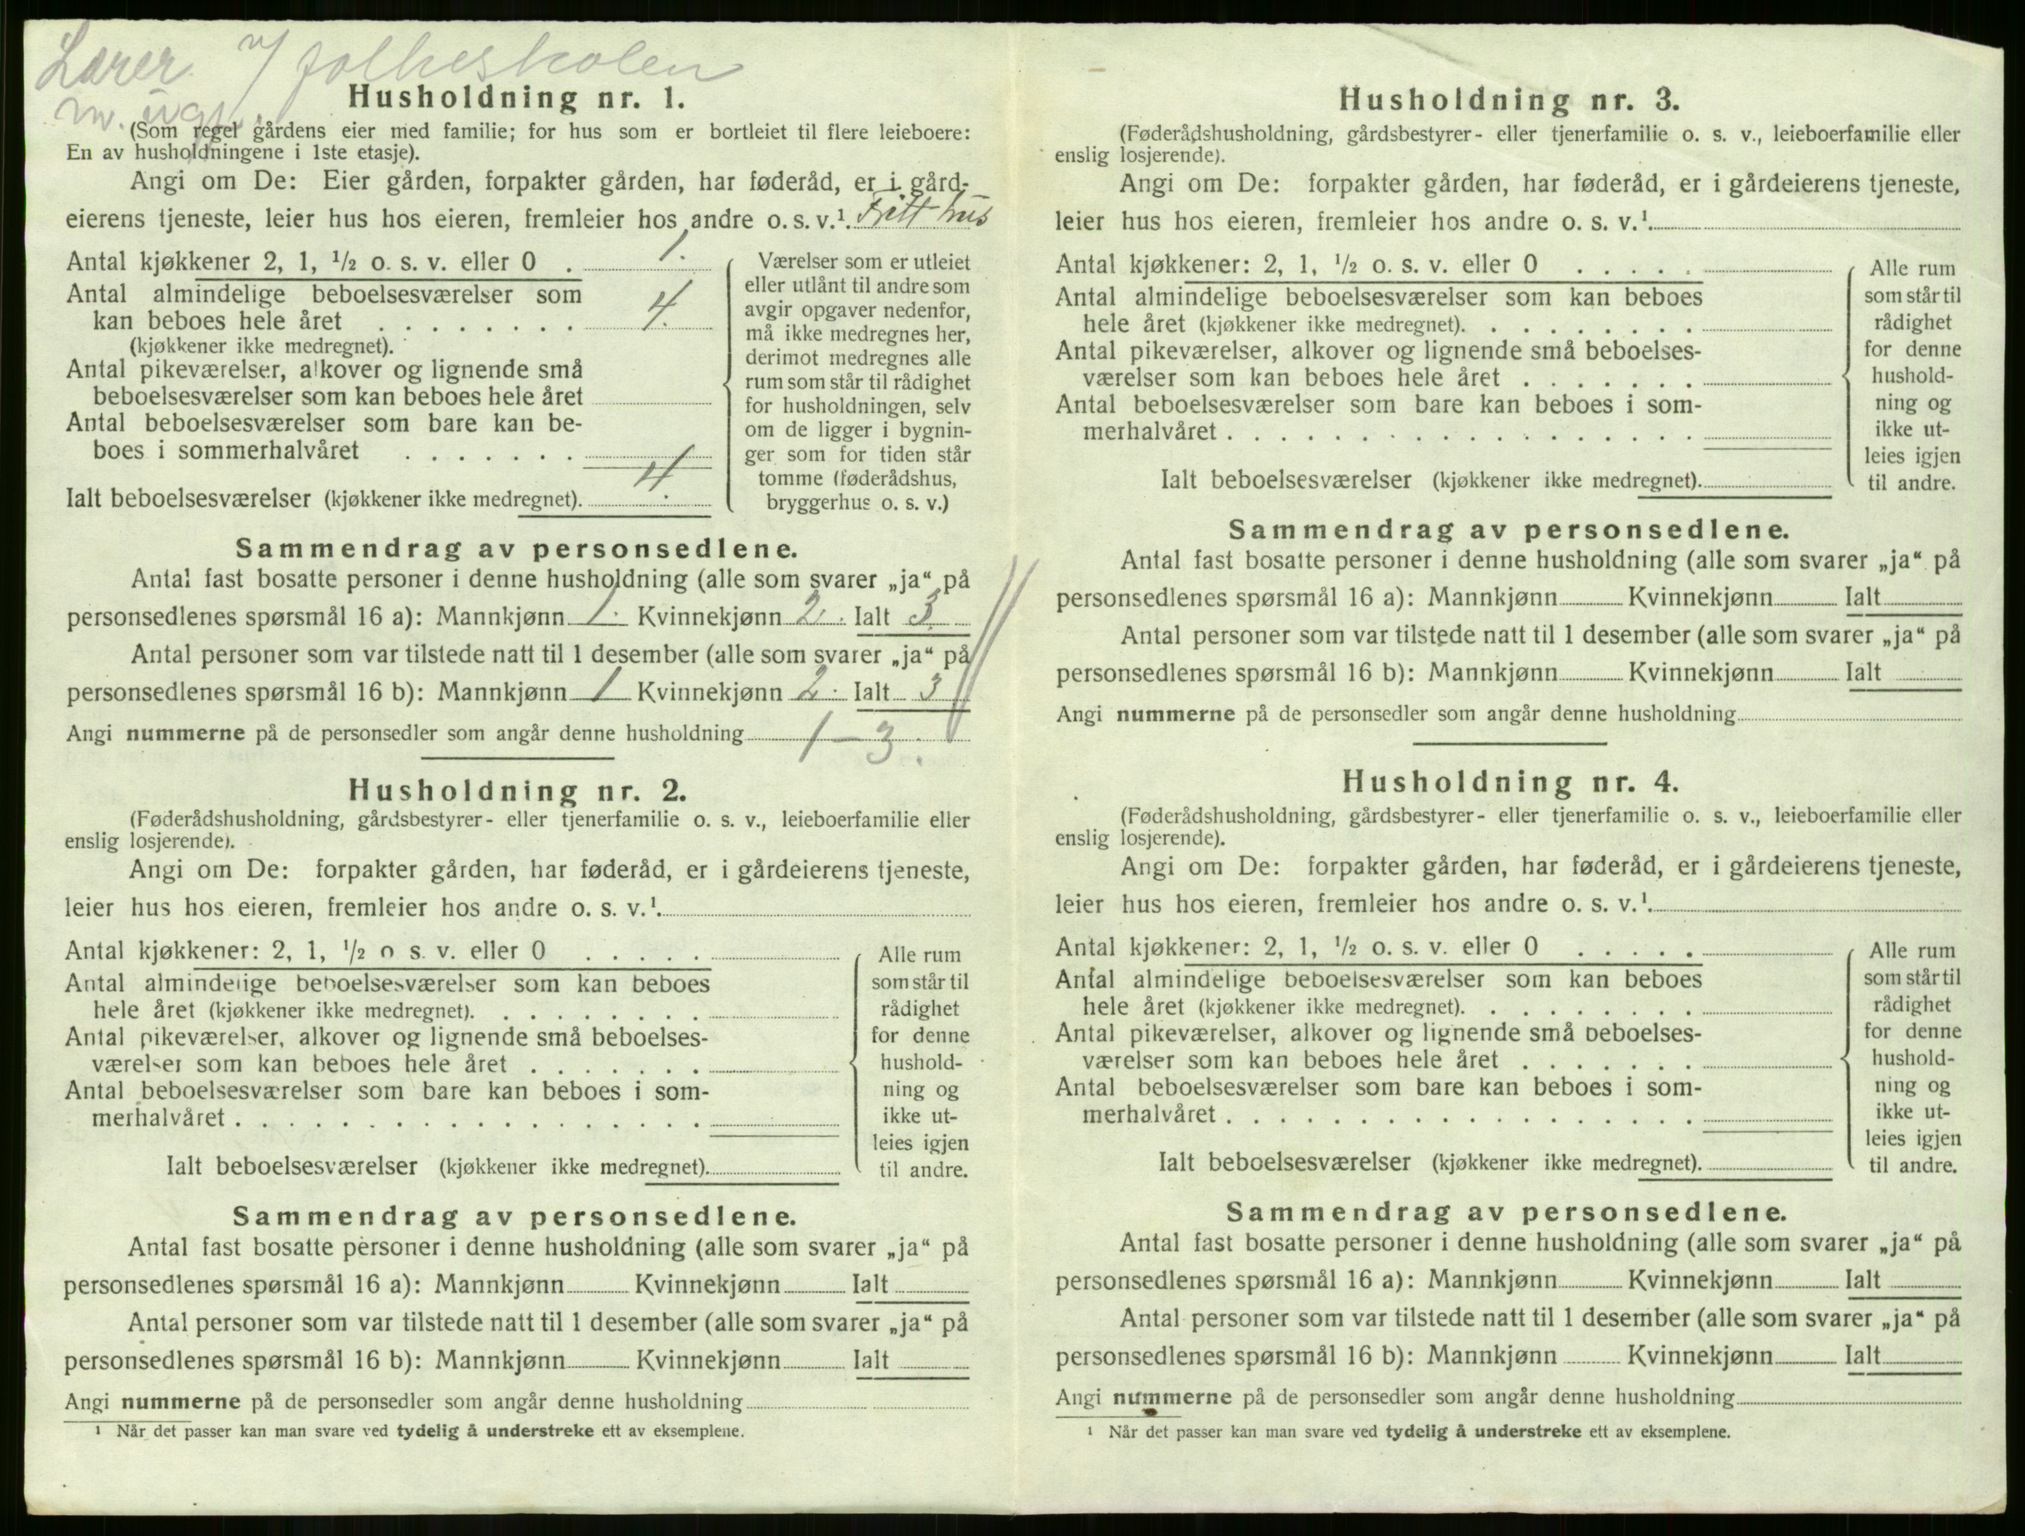 Lærer v/ folkeskolen
Husholdning nr. 1.
(Som regel gårdens eier med familie; for hus som er bortleiet til flere leieboere:
En av husholdningene i 1ste etasje).
Angi om De: Eier gården, forpakter gården, har føderåd, er i gård-
eierens tjeneste, leier hus hos eieren, fremleier hos andre o. s. v.¹. Fritt hus
Antal kjøkkener 2, 1, ½ o. s. v. eller 0 . 1.
Antal almindelige beboelsesværelser som
kan beboes hele året . . . . . . . . 4.
(kjøkkener ikke medregnet).
Antal pikeværelser, alkover og lignende små
beboelsesværelser som kan beboes hele året
Antal beboelsesværelser som bare kan be-
boes i sommerhalvåret . . . . . . .
Ialt beboelsesværelser (kjøkkener ikke medregnet). 4.
Værelser som er utleiet
eller utlånt til andre som
avgir opgaver nedenfor,
må ikke medregnes her,
derimot medregnes alle
rum som står til rådighet
for husholdningen, selv
om de ligger i bygnin-
ger som for tiden står
tomme (føderådshus,
bryggerhus o. s. v.)
Sammendrag av personsedlene.
Antal fast bosatte personer i denne husholdning (alle som svarer „ja“ på
personsedlenes spørsmål 16 a): Mannkjønn 1. Kvinnekjønn 2. Ialt 3
Antal personer som var tilstede natt til 1 desember (alle som svarer „ja“ på
personsedlenes spørsmål 16 b): Mannkjønn 1 Kvinnekjønn 2. Ialt 3
Angi nummerne på de personsedler som angår denne husholdning 1-3.
Husholdning nr. 2.
(Føderådshusholdning, gårdsbestyrer- eller tjenerfamilie o. s. v., leieboerfamilie eller
enslig losjerende).
Angi om De: forpakter gården, har føderåd, er i gårdeierens tjeneste,
leier hus hos eieren, fremleier hos andre o. s. v.¹.
Antal kjøkkener: 2, 1, ½ o s. v. eller 0 . . . . .
Antal almindelige beboelsesværelser som kan beboes
hele året (kjøkkener ikke medregnet). . . . . . . . .
Antal pikeværelser, alkover og lignende små beboelses-
værelser som kan beboes hele året . . . . . . .
Antal beboelsesværelser som bare kan beboes i som-
merhalvåret . . . . . . . . . . . . . . . . . .
Ialt beboelsesværelser (kjøkkener ikke medregnet).
Alle rum
som står til
rådighet
for denne
hushold-
ning og
ikke ut-
leies igjen
til andre.
Sammendrag av personsedlene.
Antal fast bosatte personer i denne husholdning (alle som svarer „ja“ på
personsedlenes spørsmål 16 a): Mannkjønn Kvinnekjønn Ialt
Antal personer som var tilstede natt til 1 desember (alle som svarer „ja“ på
personsedlenes spørsmål 16 b): Mannkjønn Kvinnekjønn Ialt
Angi nummerne på de personsedler som angår denne husholdning
¹ Når det passer kan man svare ved tydelig å understreke ett av eksemplene.
Husholdning nr. 3.
(Føderådshusholdning, gårdsbestyrer- eller tjenerfamilie o. s. v., leieboerfamilie eller
enslig losjerende).
Angi om De: forpakter gården, har føderåd, er i gårdeierens tjeneste,
leier hus hos eieren, fremleier hos andre o. s. v.¹.
Antal kjøkkener: 2, 1, ½ o. s. v. eller 0 . . . . .
Antal almindelige beboelsesværelser som kan beboes
hele året (kjøkkener ikke medregnet). . . . . . . . .
Antal pikeværelser, alkover og lignende små beboelses-
værelser som kan beboes hele året . . . . . . .
Antal beboelsesværelser som bare kan beboes i som-
merhalvåret . . . . . . . . . . . . . . . . . .
Ialt beboelsesværelser (kjøkkener ikke medregnet).
Alle rum
som står til
rådighet
for denne
hushold-
ning og
ikke ut-
leies igjen
til andre.
Sammendrag av personsedlene.
Antal fast bosatte personer i denne husholdning (alle som svarer „ja“ på
personsedlenes spørsmål 16 a): Mannkjønn Kvinnekjønn Ialt
Antal personer som var tilstede natt til 1 desember (alle som svarer „ja“ på
personsedlenes spørsmål 16 b): Mannkjønn Kvinnekjønn Ialt
Angi nummerne på de personsedler som angår denne husholdning
Husholdning nr. 4.
(Føderådshusholdning, gårdsbestyrer- eller tjenerfamilie o. s. v., leieboerfamilie eller
enslig losjerende).
Angi om De: forpakter gården, har føderåd, er i gårdeierens tjeneste,
leier hus hos eieren, fremleier hos andre o. s. v.¹.
Antal kjøkkener: 2, 1, ½ o. s. v. eller 0 . . . . .
Antal almindelige beboelsesværelser som kan beboes
hele året (kjøkkener ikke medregnet). . . . . . . . .
Antal pikeværelser, alkover og lignende små beboelses-
værelser som kan beboes hele året . . . . . . .
Antal beboelsesværelser som bare kan beboes i som-
merhalvåret . . . . . . . . . . . . . . . . . .
Ialt beboelsesværelser (kjøkkener ikke medregnet).
Alle rum
som står til
rådighet
for denne
hushold-
ning og
ikke ut-
leies igjen
til andre.
Sammendrag av personsedlene.
Antal fast bosatte personer i denne husholdning (alle som svarer „ja“ på
personsedlenes spørsmål 16 a): Mannkjønn Kvinnekjønn Ialt
Antal personer som var tilstede natt til 1 desember (alle som svarer „ja“ på
personsedlenes spørsmål 16 b): Mannkjønn Kvinnekjønn Ialt
Angi nummerne på de personsedler som angår denne husholdning
¹ Når det passer kan man svare ved tydelig å understreke ett av eksemplene.